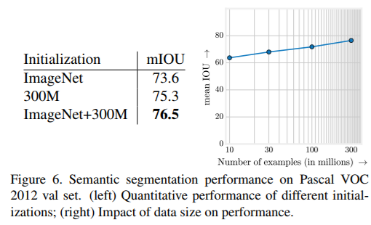 Initialization mIOU
ImageNet 73.6
300M 75.3
ImageNet+300M 76.5
mean IOU →
80
60
40
20
0
10 30 100 300
Number of examples (in millions) →
Figure 6. Semantic segmentation performance on Pascal VOC
2012 val set. (left) Quantitative performance of different initial-
izations; (right) Impact of data size on performance.